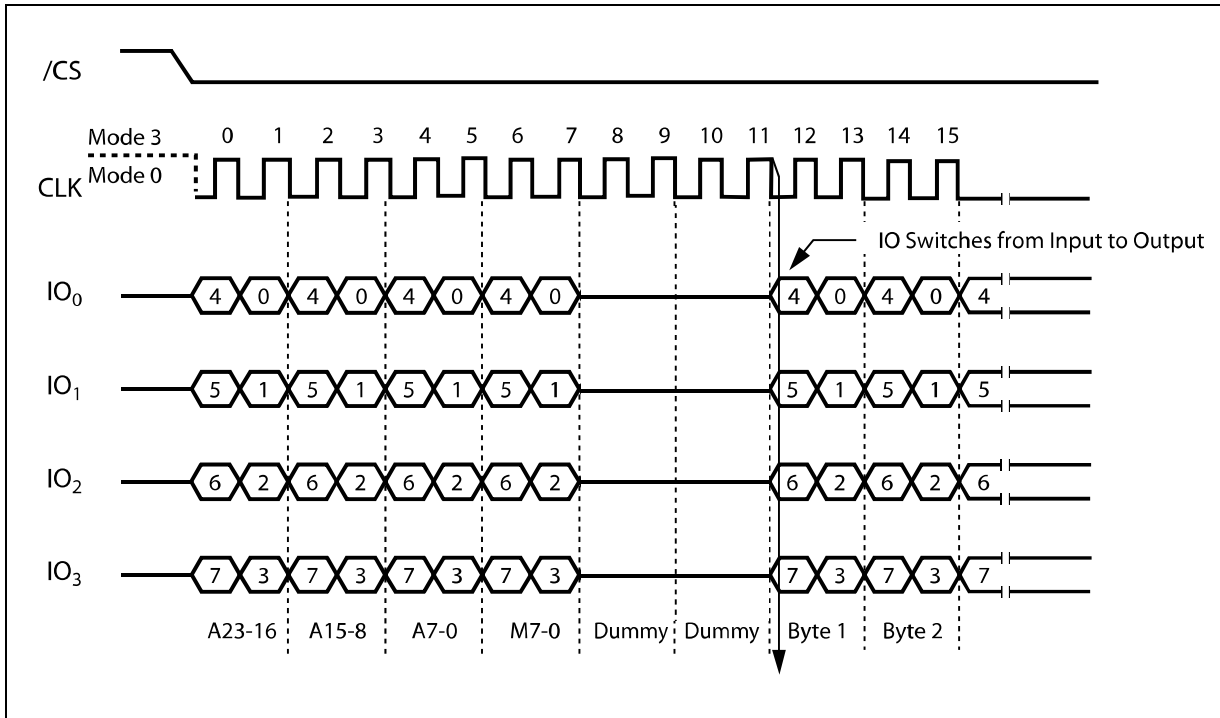 /CS
Mode 3
0 1 2 3 4 5 6 7 8 9 10 11 12 13 14 15
CLK
Mode 0
IO Switches from Input to Output
IO0 4 0 4 0 4 0 4 0 4 0 4 0 4
IO1 5 1 5 1 5 1 5 1 5 1 5 1 5
IO2 6 2 6 2 6 2 6 2 6 2 6 2 6
IO3 7 3 7 3 7 3 7 3 7 3 7 3 7
A23-16 A15-8 A7-0 M7-0 Dummy Dummy Byte 1 Byte 2